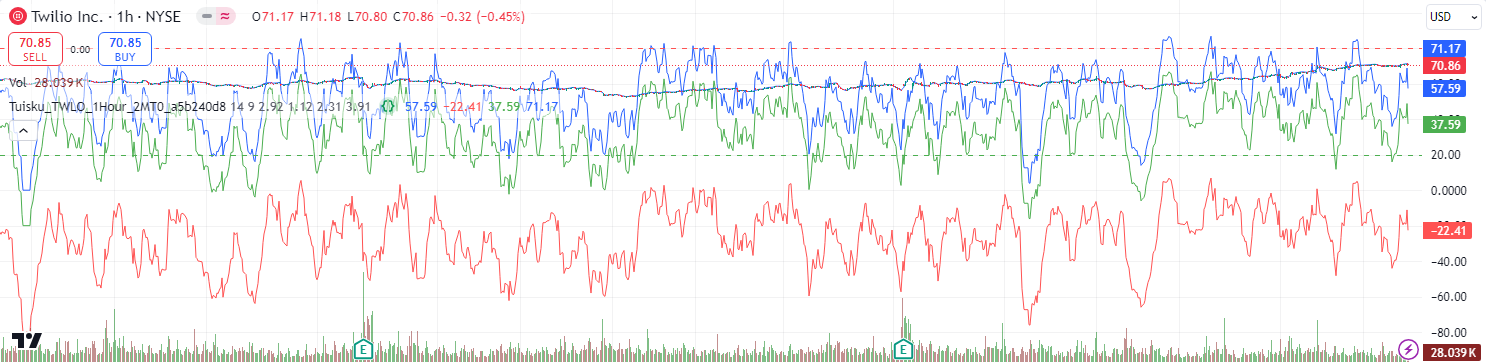 Twilio Inc. · 1h · NYSE O71.17 H71.18 L70.80 C70.86 −0.32 (−0.45%)
USD
70.85
SELL
0.00
70.85
BUY
71.17
70.86
Vol 28.039 K
57.59
Tuisku_TWLO_1Hour_2MT0_a5b240d8 14 9 2.92 1.12 2.31 3.91 57.59 −22.41 37.59 71.17
37.59
20.00
0.0000
−22.41
−40.00
−60.00
−80.00
E
E
28.039 K